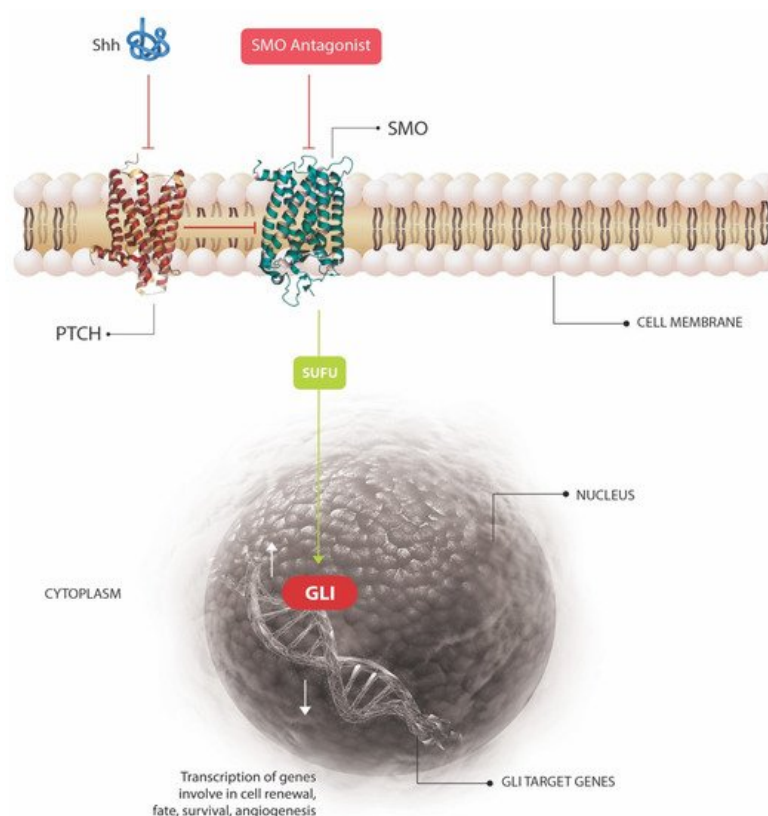 Shh
SMO Antagonist
SMO
PTCH
CELL MEMBRANE
SUFU
NUCLEUS
CYTOPLASM
GLI
Transcription of genes
involve in cell renewal,
fate, survival, angiogenesis
GLI TARGET GENES